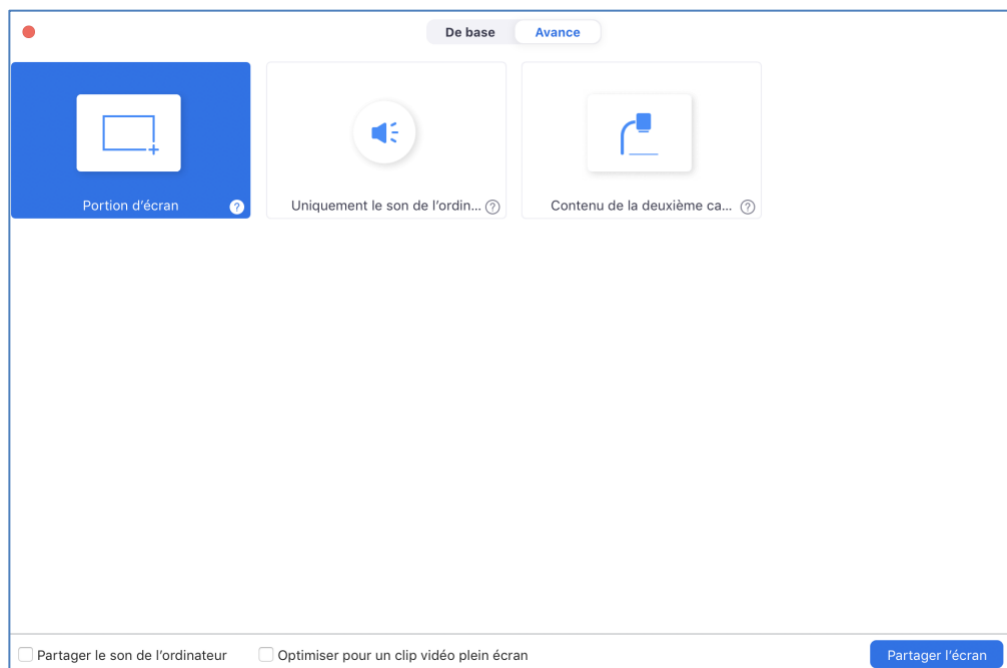 De base
Avance
Portion d'écran
?
Uniquement le son de l'ordin...
?
Contenu de la deuxième ca...
?
Partager le son de l'ordinateur
Optimiser pour un clip vidéo plein écran
Partager l'écran